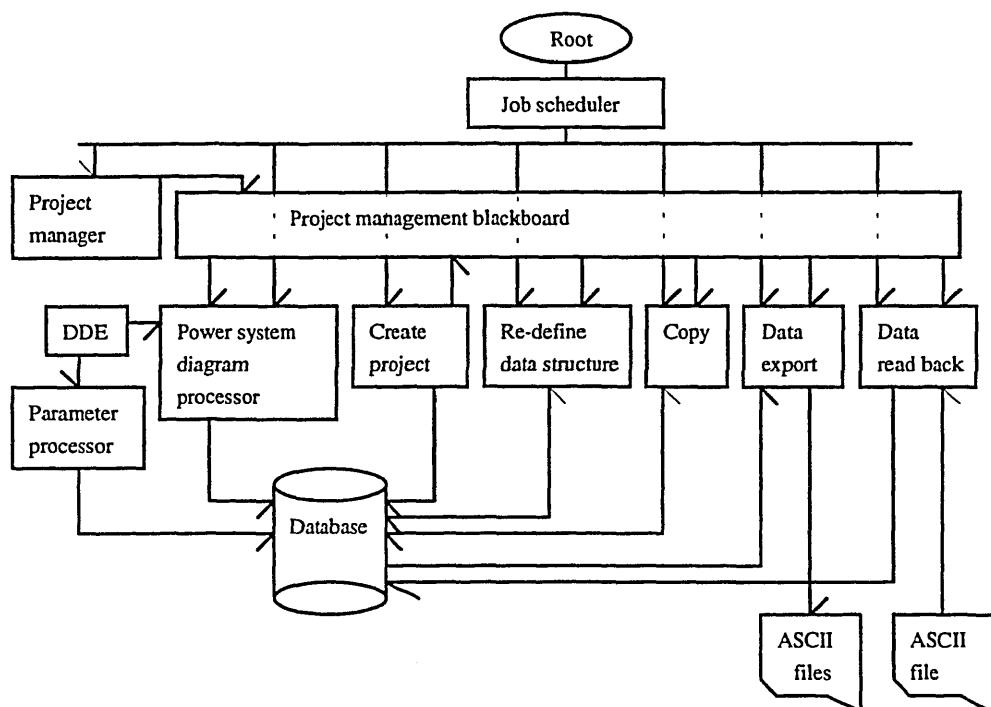 Root
Job scheduler
Project
manager
Project management blackboard
DDE
Power system
diagram
processor
Create
project
Re-define
data structure
Copy
Data
export
Data
read back
Parameter
processor
Database
ASCII
files
ASCII
file